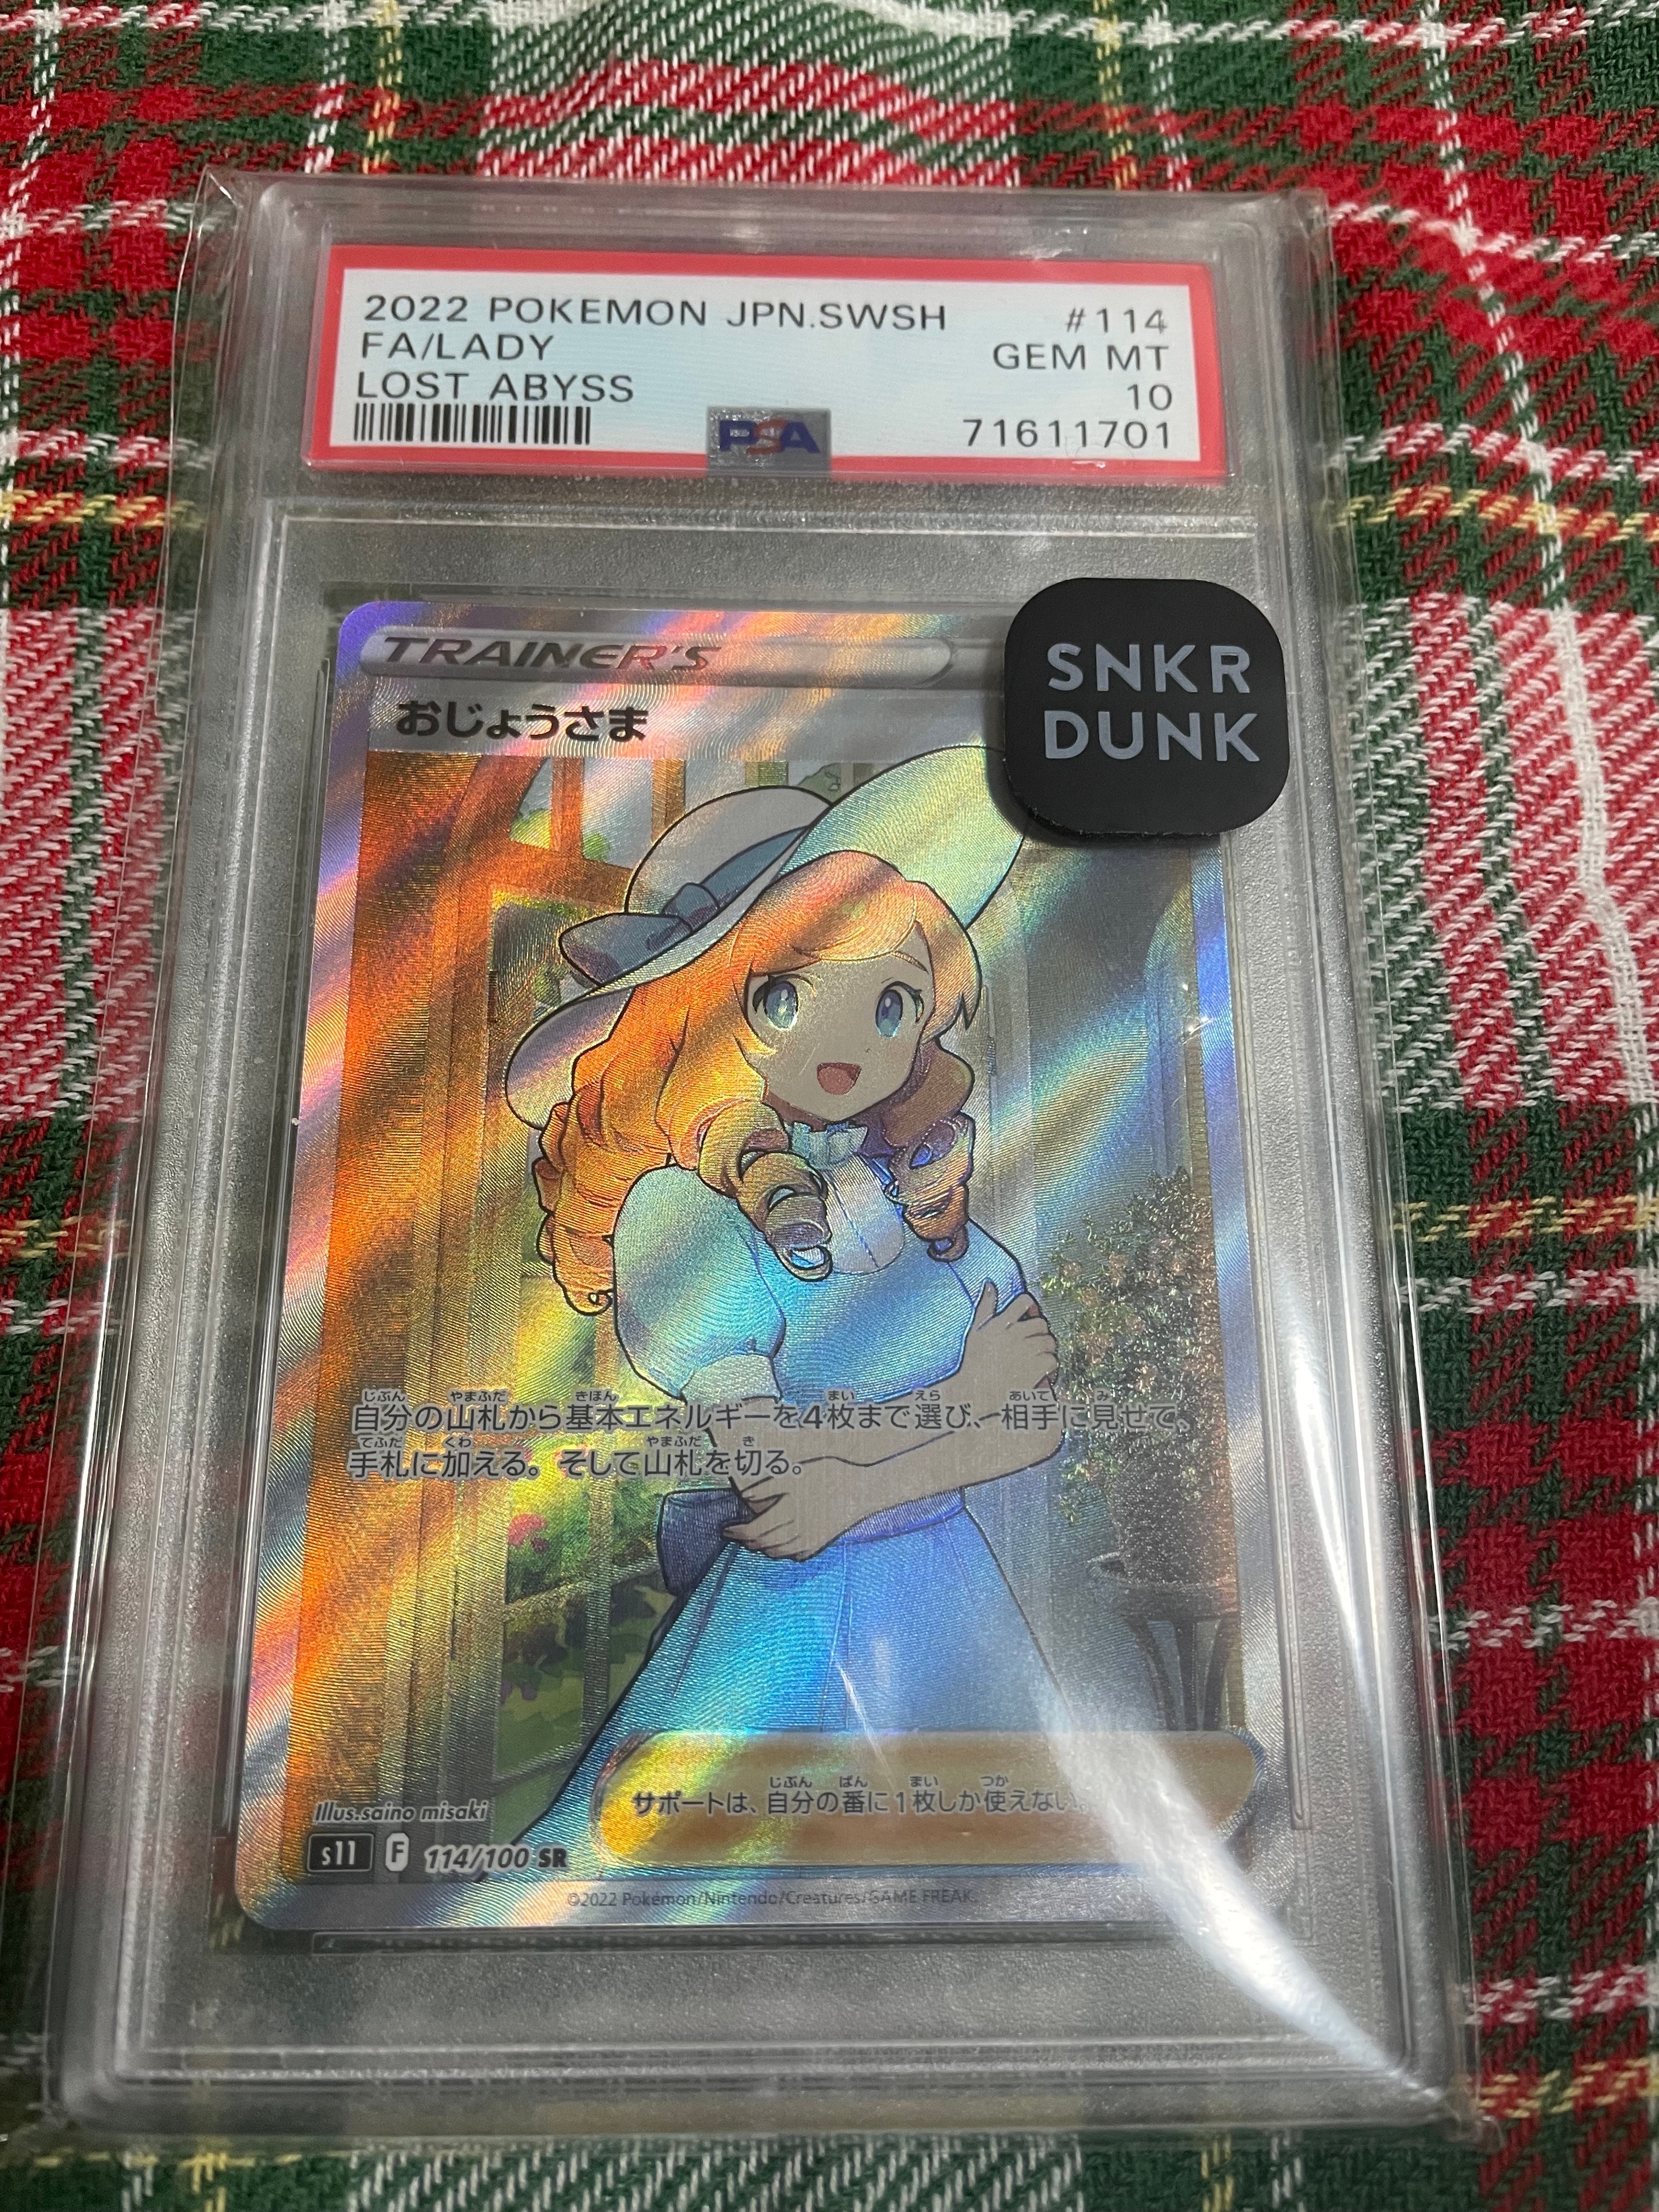 2022 POKEMON JPN.SWSH #114
FA/LADY GEM MT
LOST ABYSS 10
PSA 71611701
SNKR
DUNK
TRAINER'S
おじょうさま
じぶん やまふだ きほん まい えら あいて み
自分の山札から基本エネルギーを4枚まで選び、相手に見せて、
てふだ くわ やまふだ き
手札に加える。そして山札を切る。
じぶん ばん まい つか
サポートは、自分の番に1枚しか使えない。
Illus.saino misaki
s11 F 114/100 SR
©2022 Pokémon/Nintendo/Creatures/GAME FREAK.